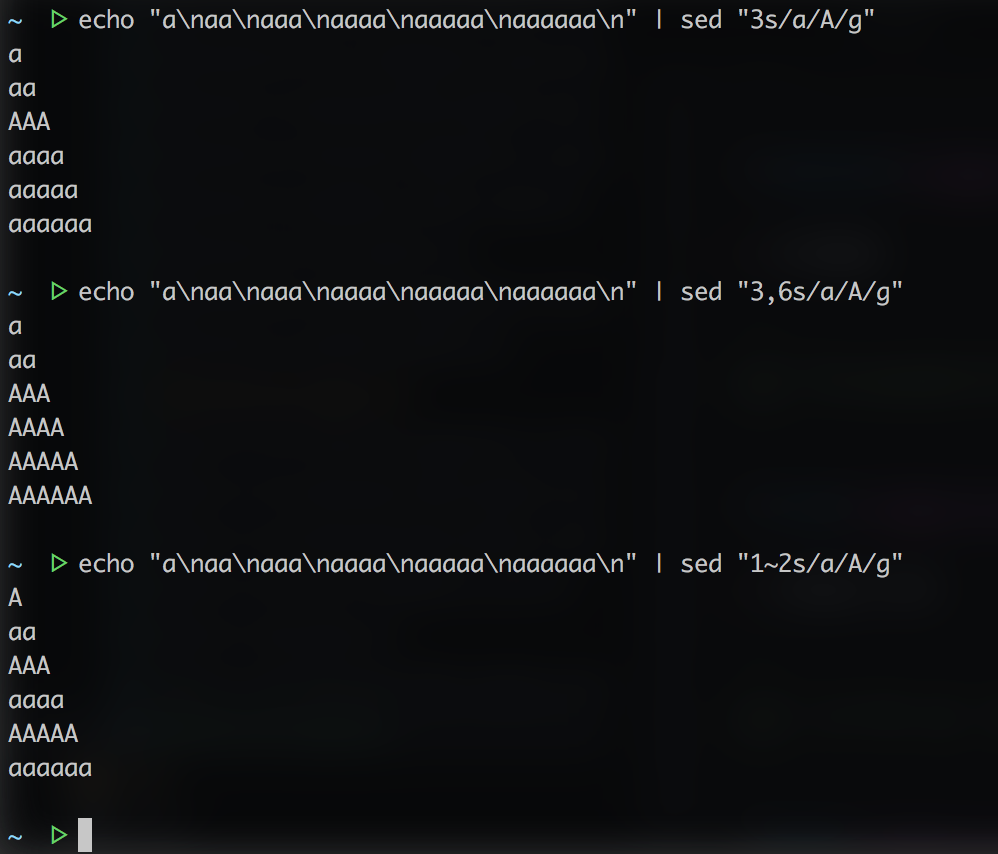 ~ ▷ echo "a\naa\naaa\naaaa\naaaaa\naaaaaa\n" | sed "3s/a/A/g"
a
aa
AAA
aaaa
aaaaa
aaaaaa
~ ▷ echo "a\naa\naaa\naaaa\naaaaa\naaaaaa\n" | sed "3,6s/a/A/g"
a
aa
AAA
AAAA
AAAAA
AAAAAA
~ ▷ echo "a\naa\naaa\naaaa\naaaaa\naaaaaa\n" | sed "1~2s/a/A/g"
A
aa
AAA
aaaa
AAAAA
aaaaaa
~ ▷